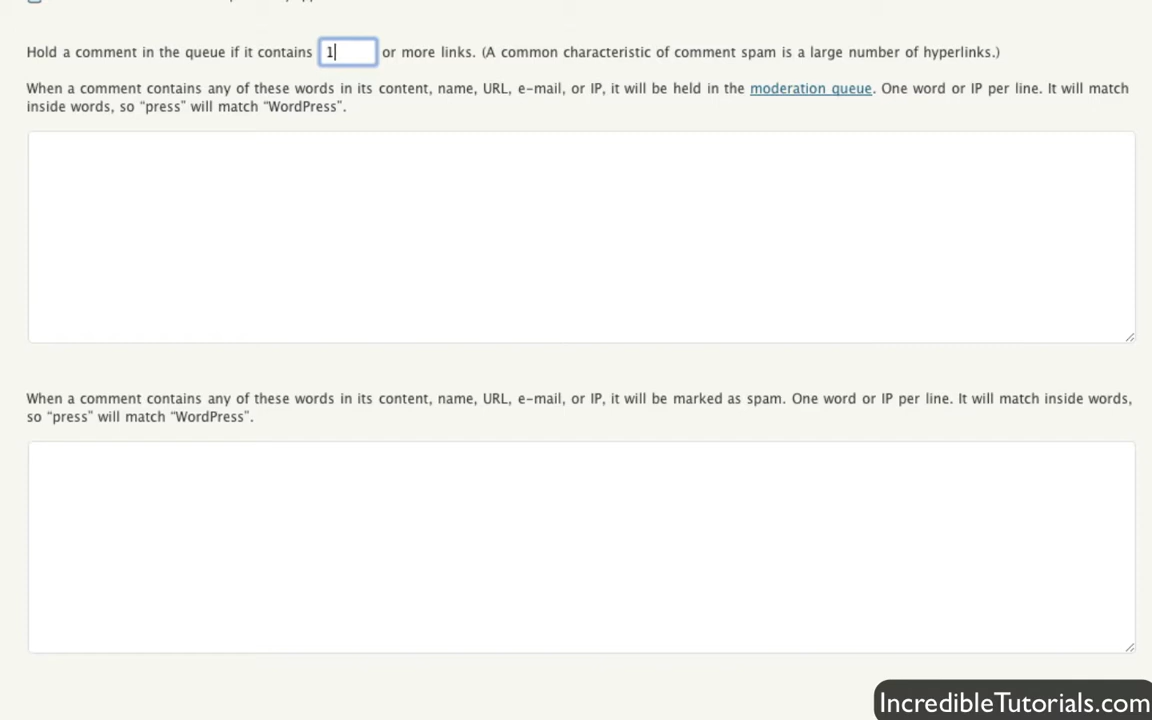 Hold a comment in the queue if it contains 1 or more links. (A common characteristic of comment spam is a large number of hyperlinks.)
When a comment contains any of these words in its content, name, URL, e-mail, or IP, it will be held in the moderation queue. One word or IP per line. It will match
inside words, so “press” will match “WordPress”.
When a comment contains any of these words in its content, name, URL, e-mail, or IP, it will be marked as spam. One word or IP per line. It will match inside words,
so “press” will match “WordPress”.
IncredibleTutorials.com